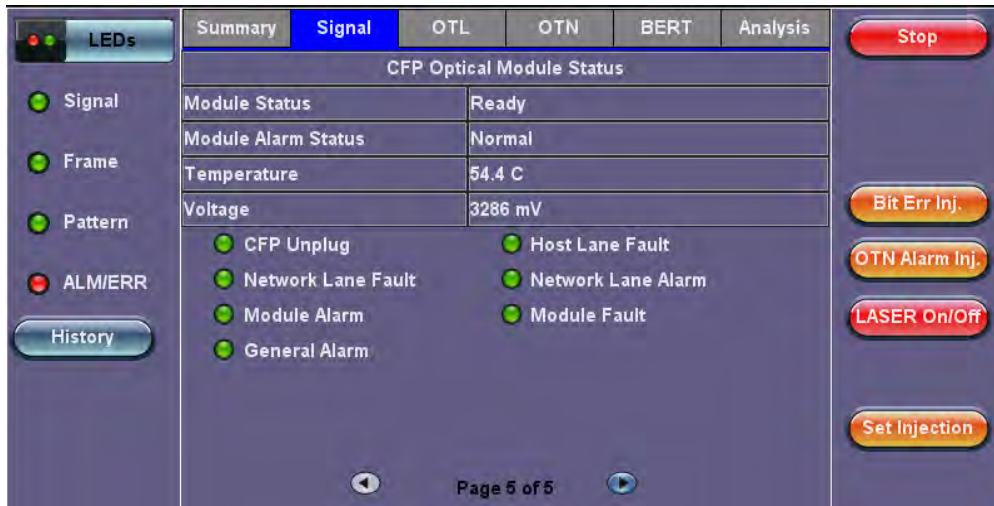 LEDs
Summary Signal OTL OTN BERT Analysis
Stop
CFP Optical Module Status
Signal
Module Status Ready
Module Alarm Status Normal
Frame
Temperature 54.4 C
Voltage 3286 mV
Bit Err Inj.
Pattern
CFP Unplug Host Lane Fault
OTN Alarm Inj.
ALM/ERR
Network Lane Fault Network Lane Alarm
Module Alarm Module Fault
LASER On/Off
History
General Alarm
Set Injection
Page 5 of 5